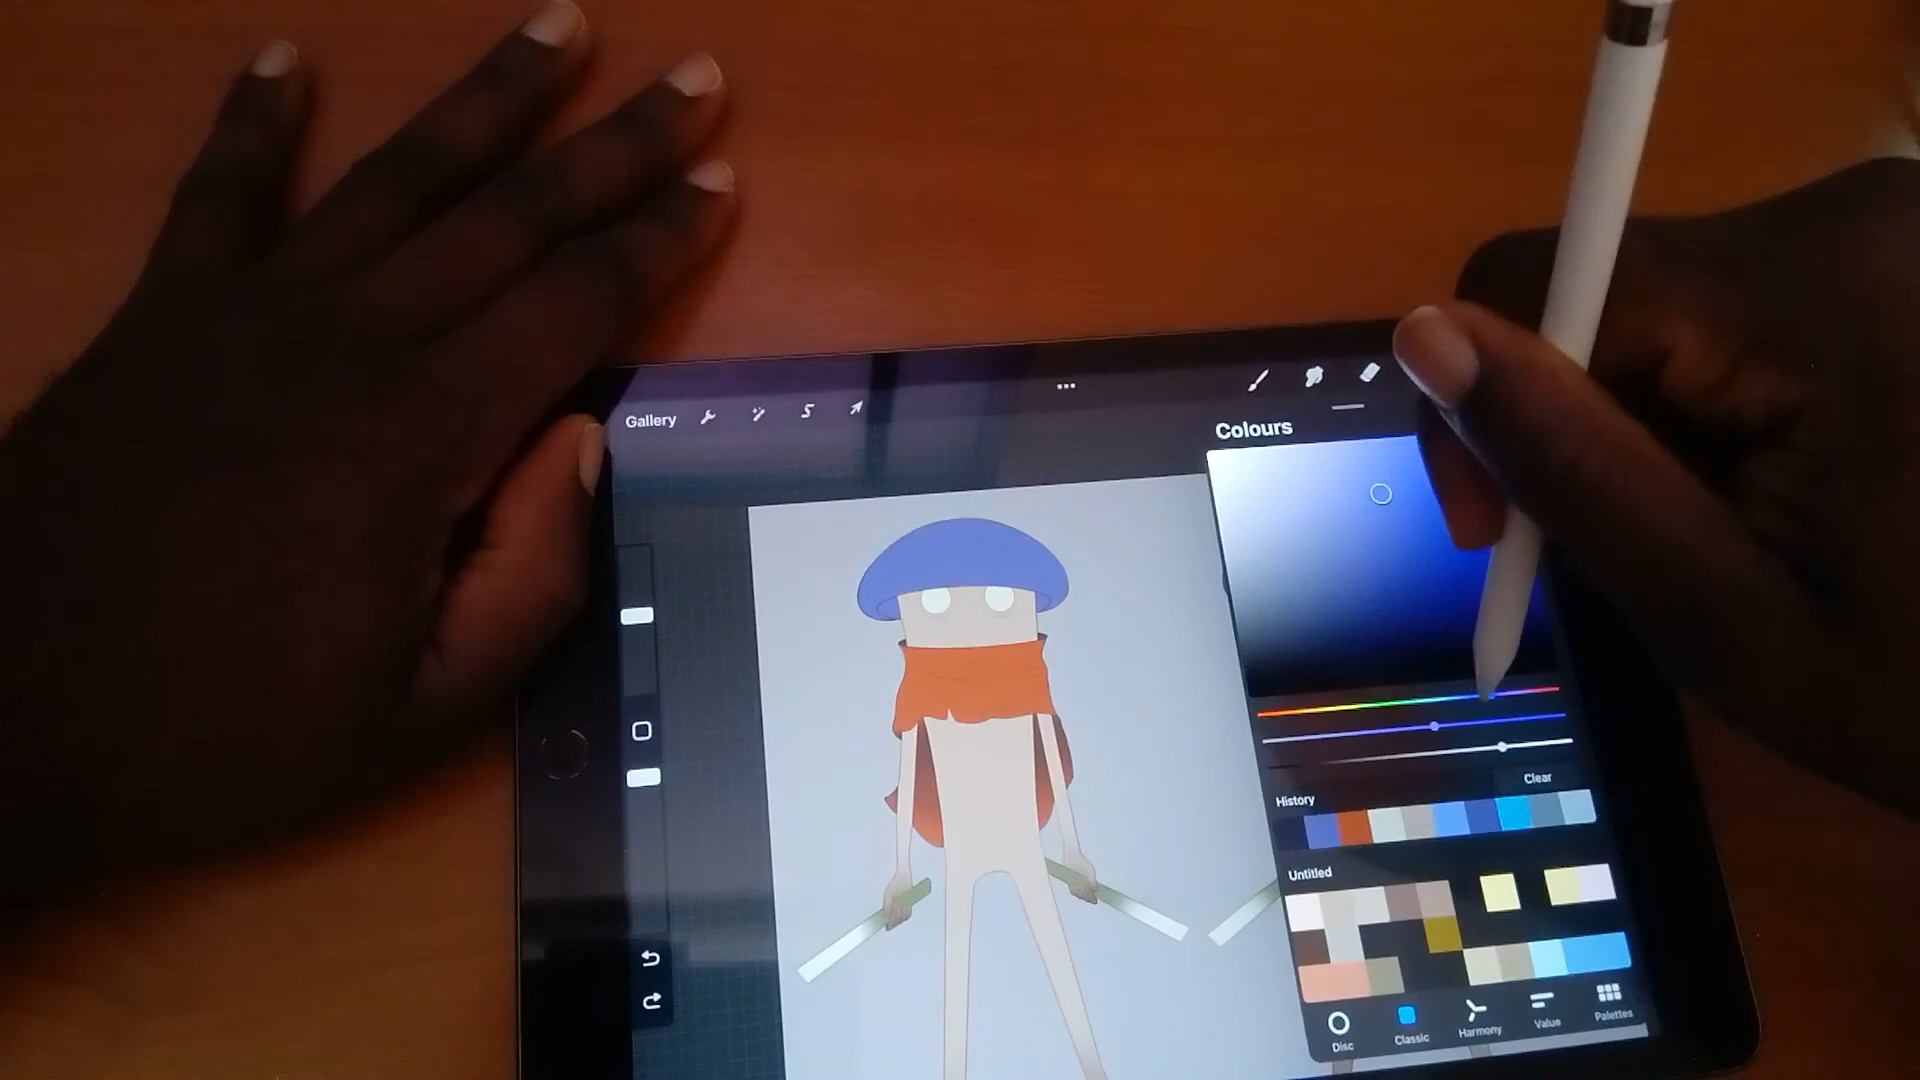 Gallery
Colours
Clear
History
Untitled
Disc
Classic
Harmony
Value
Palettes